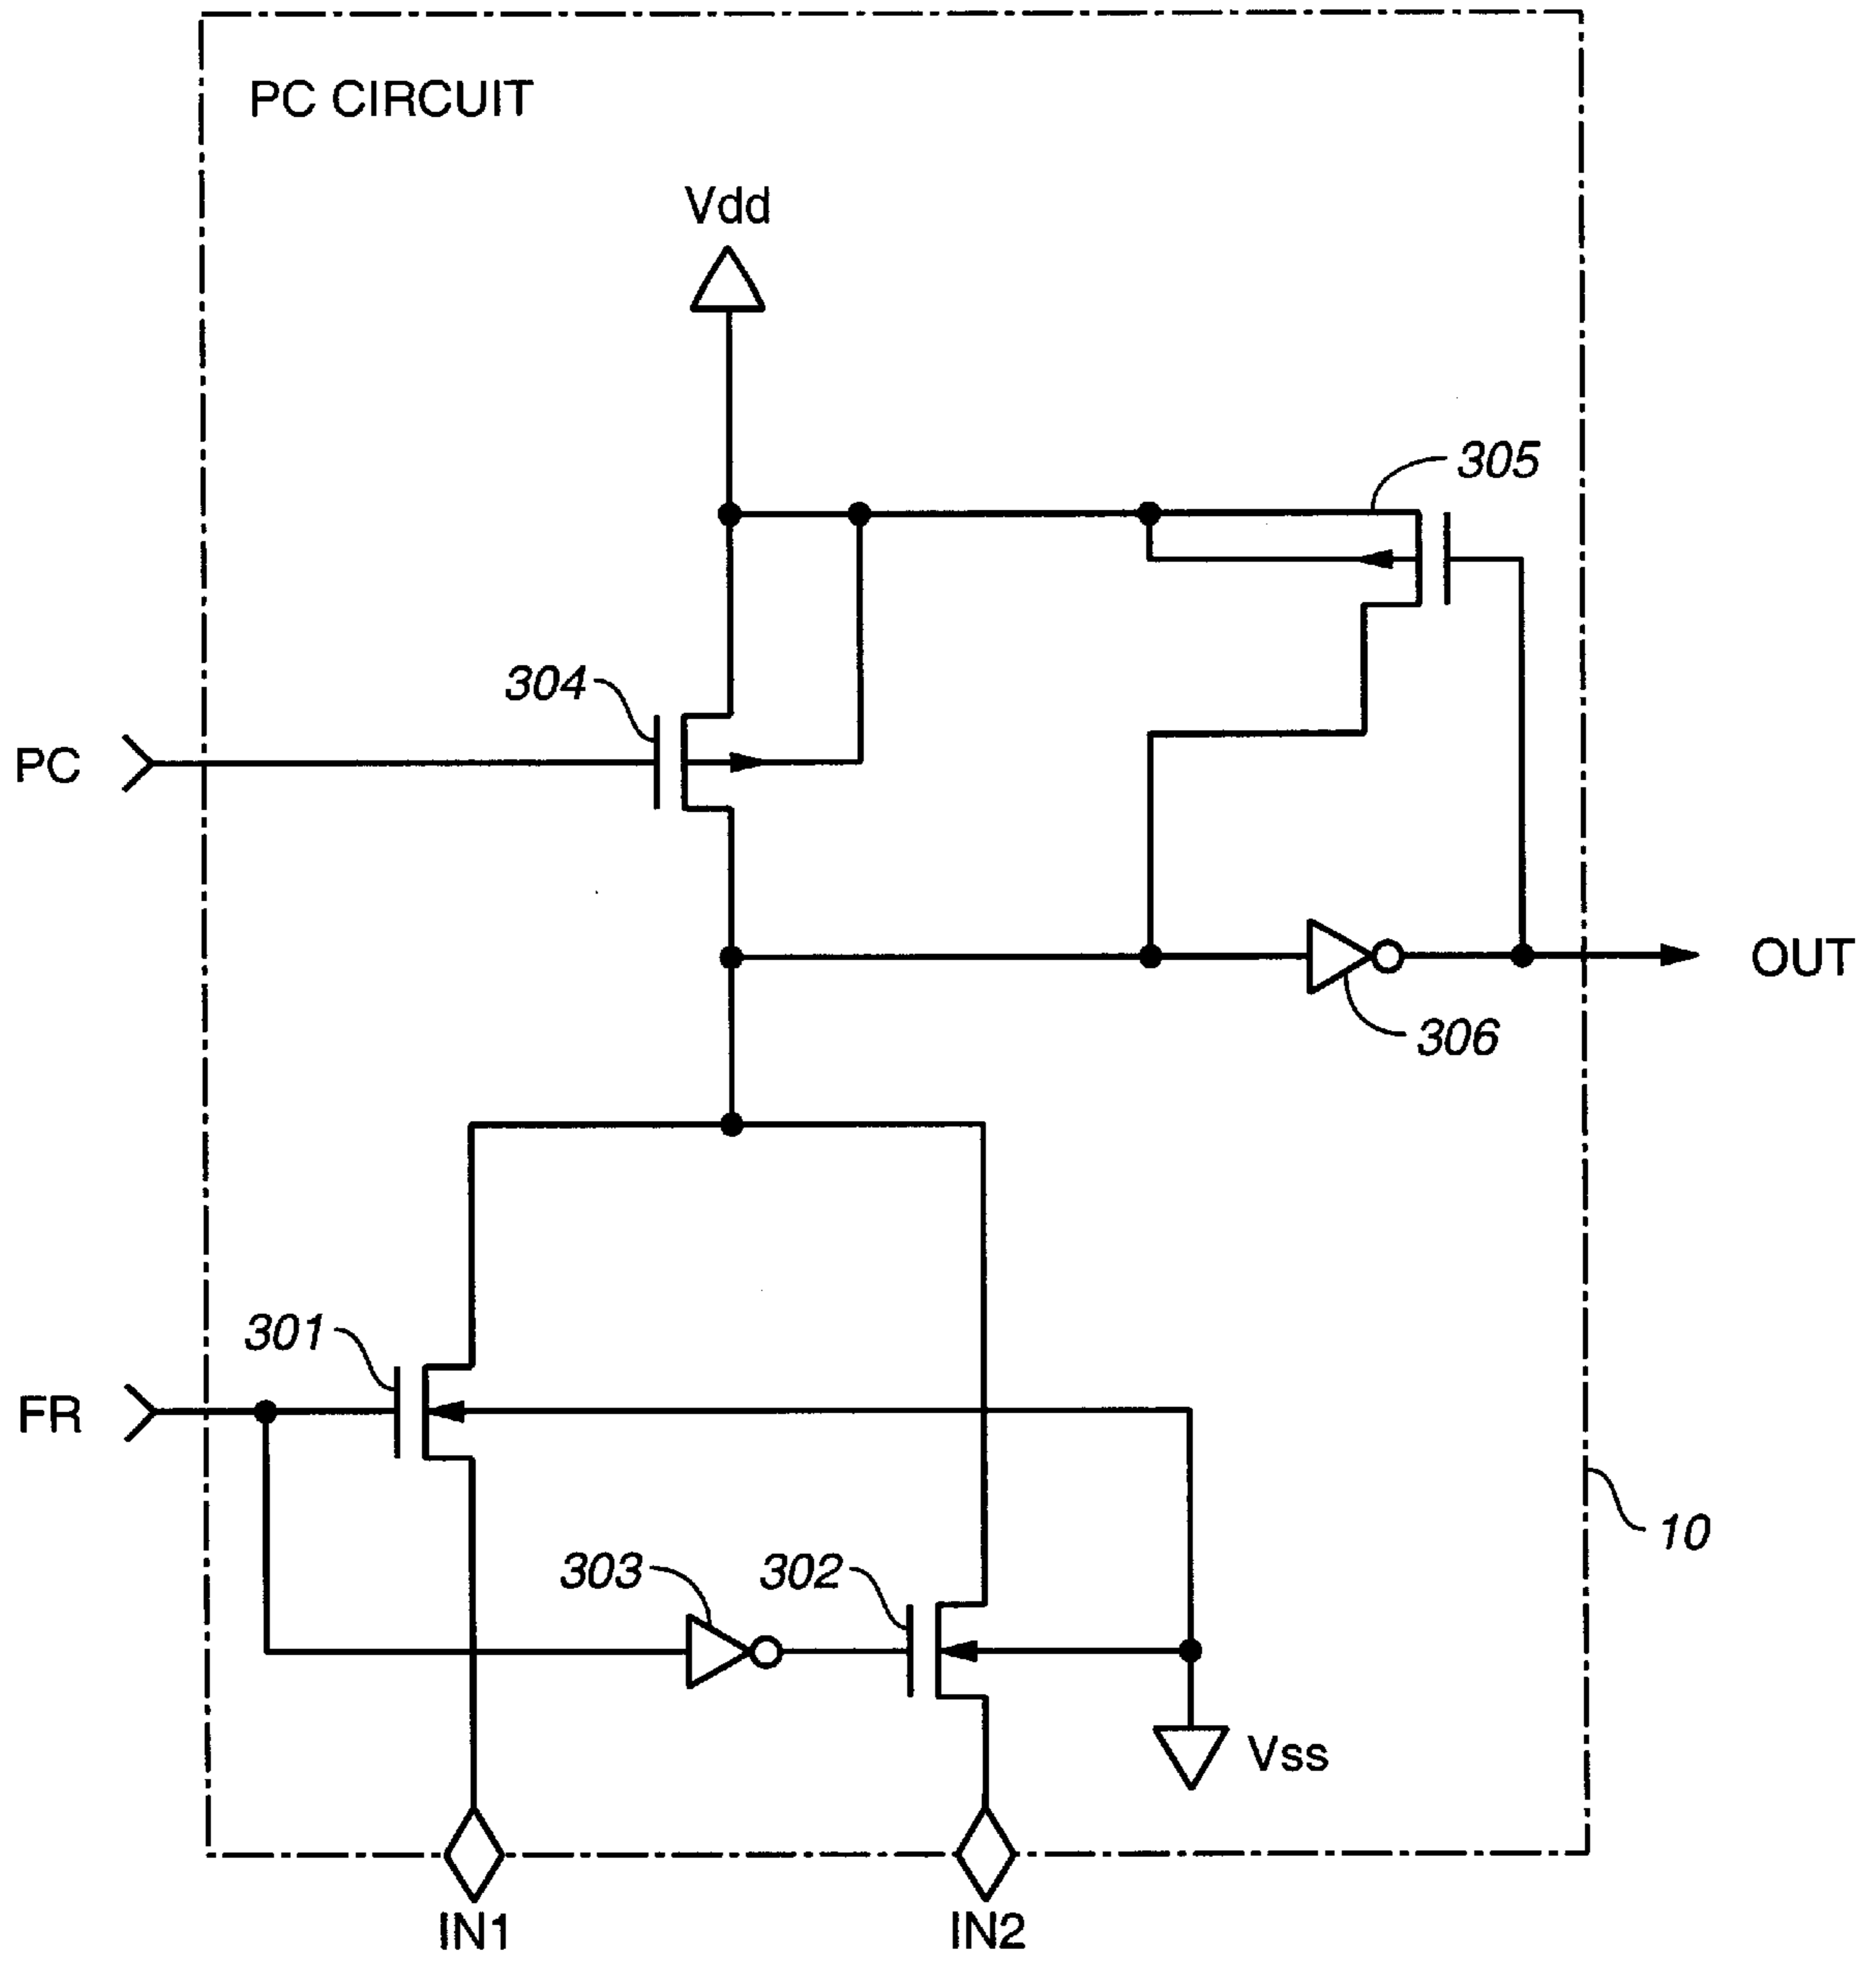 PC CIRCUIT
Vdd
305
304
PC
OUT
306
301
FR
303
302
10
Vss
IN1
IN2